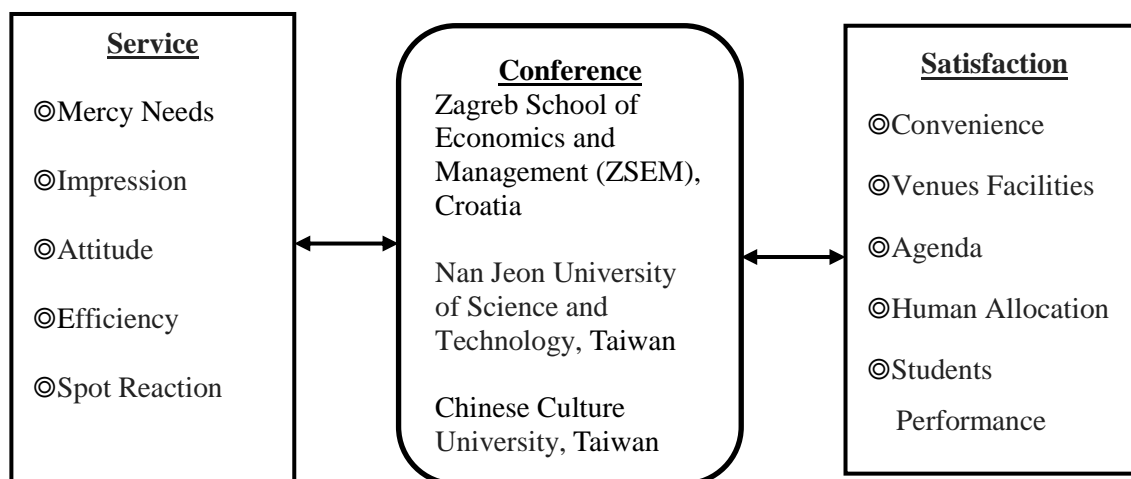 Service
◎Mercy Needs
◎Impression
◎Attitude
◎Efficiency
◎Spot Reaction
Conference
Zagreb School of
Economics and
Management (ZSEM),
Croatia
Nan Jeon University
of Science and
Technology, Taiwan
Chinese Culture
University, Taiwan
Satisfaction
◎Convenience
◎Venues Facilities
◎Agenda
◎Human Allocation
◎Students
Performance